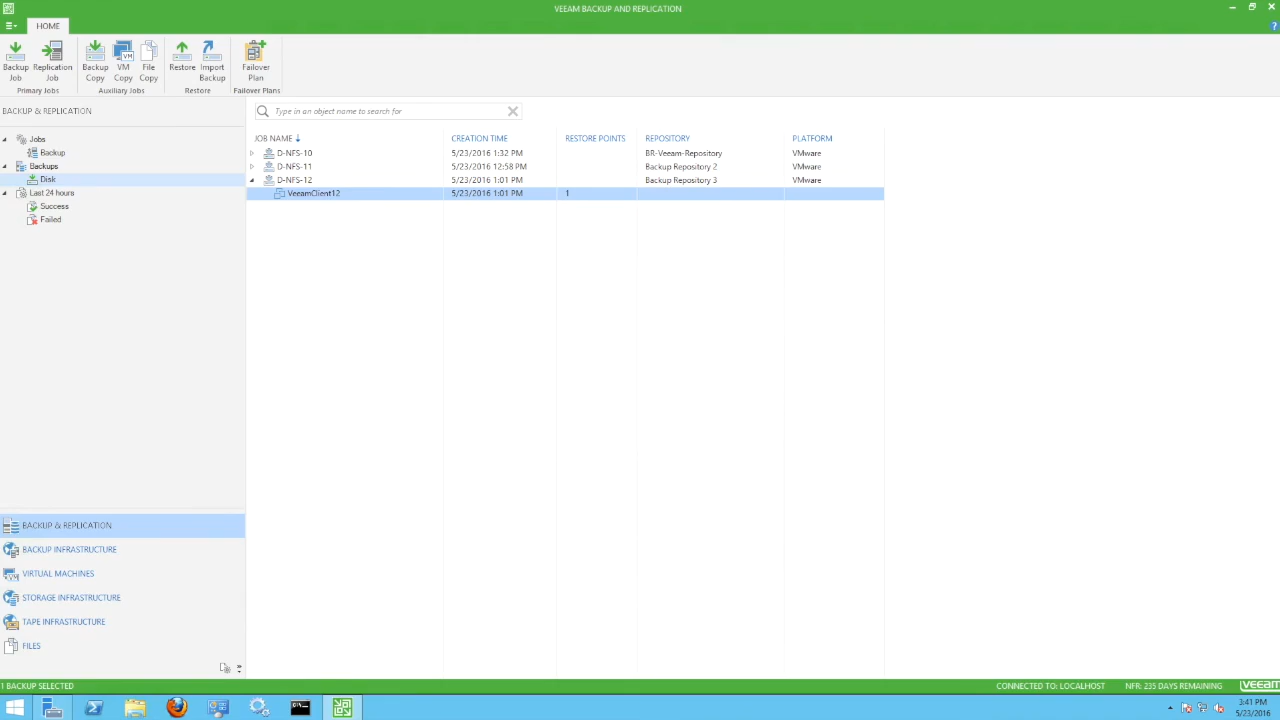 VEEAM BACKUP AND REPLICATION
HOME
Backup Job
Replication Job
Backup Copy
VM Copy
File Copy
Restore
Import Backup
Failover Plan
Primary Jobs
Auxiliary Jobs
Restore
Failover Plans
BACKUP & REPLICATION
Type in an object name to search for
Jobs
Backup
Backups
Disk
Last 24 hours
Success
Failed
JOB NAME CREATION TIME RESTORE POINTS REPOSITORY PLATFORM
D-NFS-10 5/23/2016 1:32 PM BR-Veeam-Repository VMware
D-NFS-11 5/23/2016 12:58 PM Backup Repository 2 VMware
D-NFS-12 5/23/2016 1:01 PM Backup Repository 3 VMware
VeeamClient12 5/23/2016 1:01 PM 1
BACKUP & REPLICATION
BACKUP INFRASTRUCTURE
VIRTUAL MACHINES
STORAGE INFRASTRUCTURE
TAPE INFRASTRUCTURE
FILES
1 BACKUP SELECTED
CONNECTED TO: LOCALHOST
NFR: 235 DAYS REMAINING
veeam
3:41 PM
5/23/2016